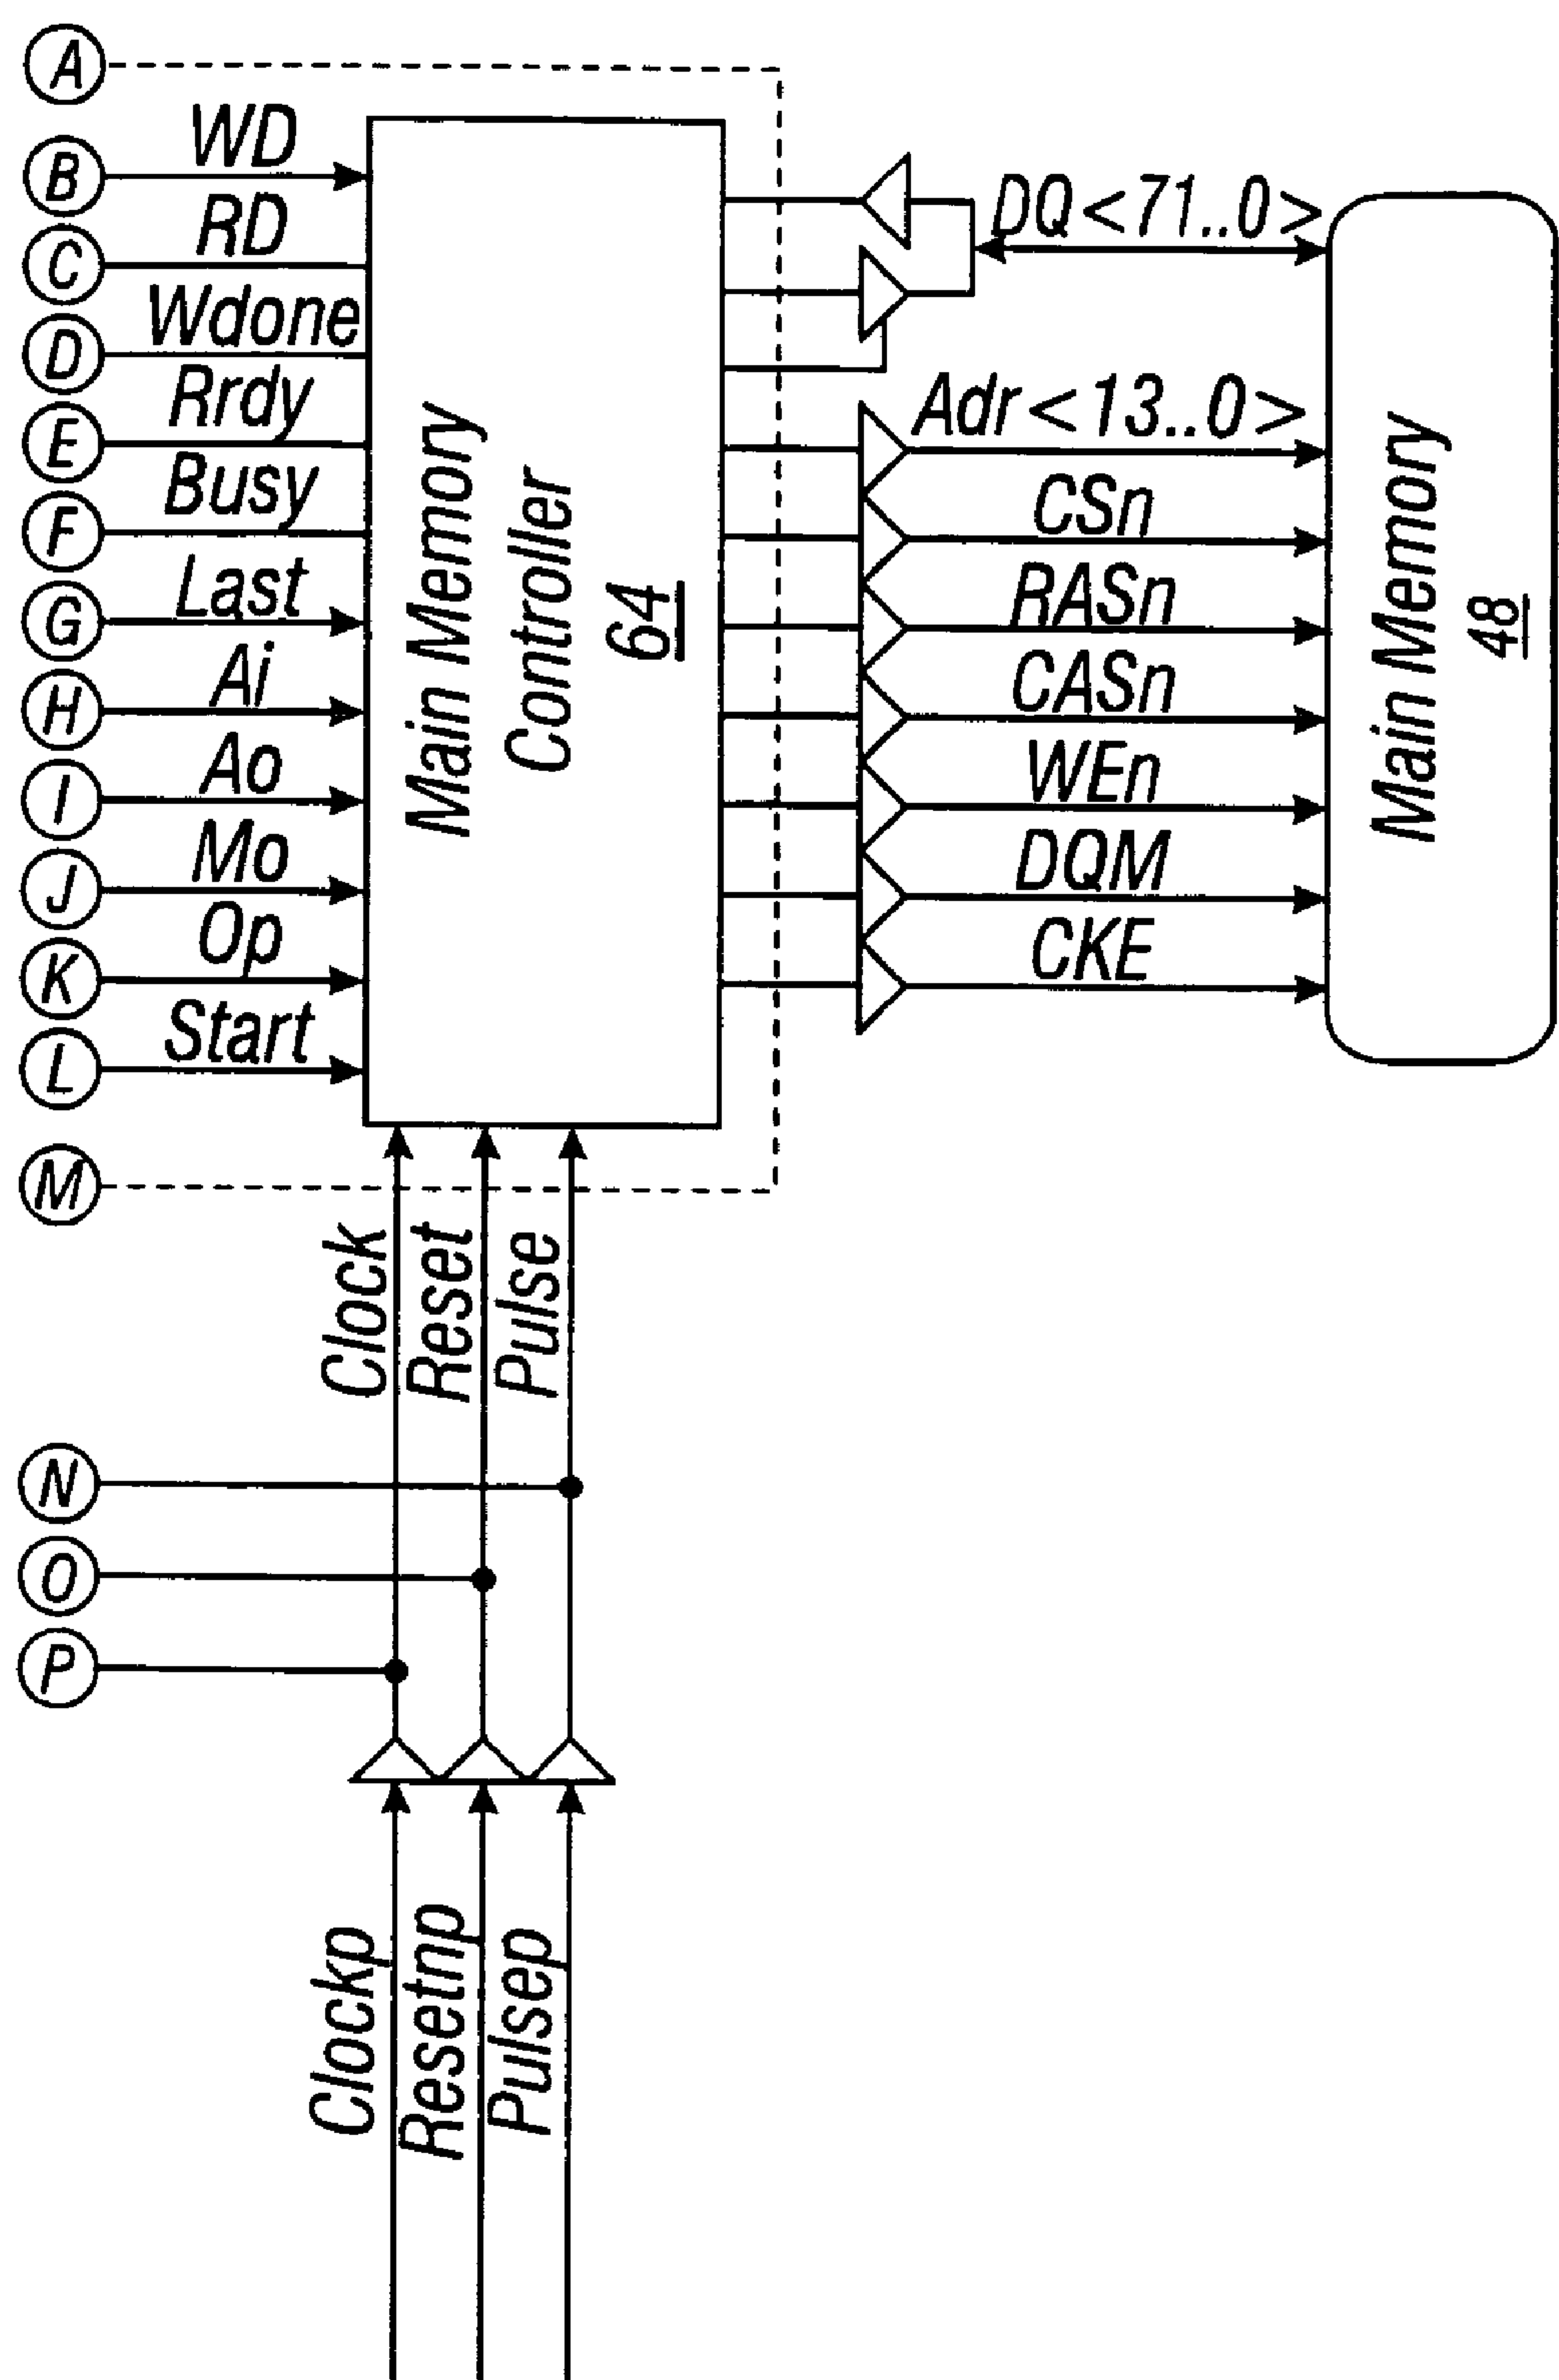 A
B WD
C RD
D Wdone
E Rrdy
F Busy
G Last
H Ai
I Ao
J Mo
K Op
L Start
M
Main Memory
Controller
64
DQ<71..0>
Adr<13..0>
CSn
RASn
CASn
WEn
DQM
CKE
Main Memory
48
Clock
Reset
Pulse
N
O
P
Clockp
Resetnp
Pulsep